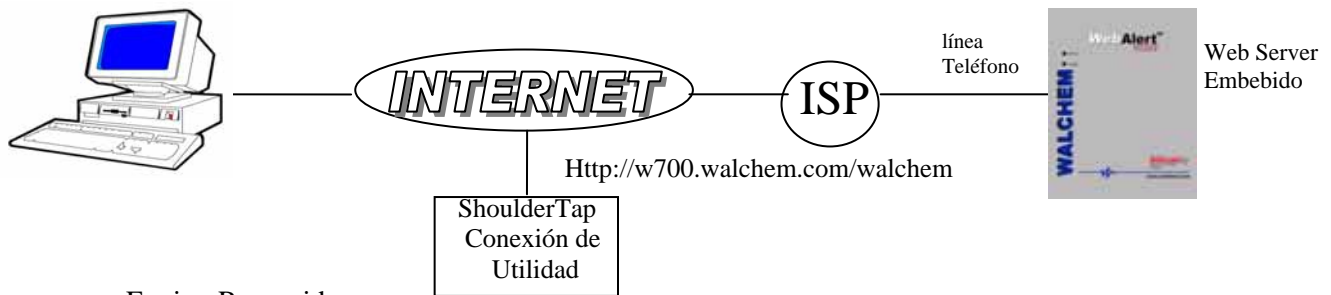 INTERNET
ISP
línea
Teléfono
WebAlert
WALCHEM
Web Server
Embebido
Http://w700.walchem.com/walchem
ShoulderTap
Conexión de
Utilidad